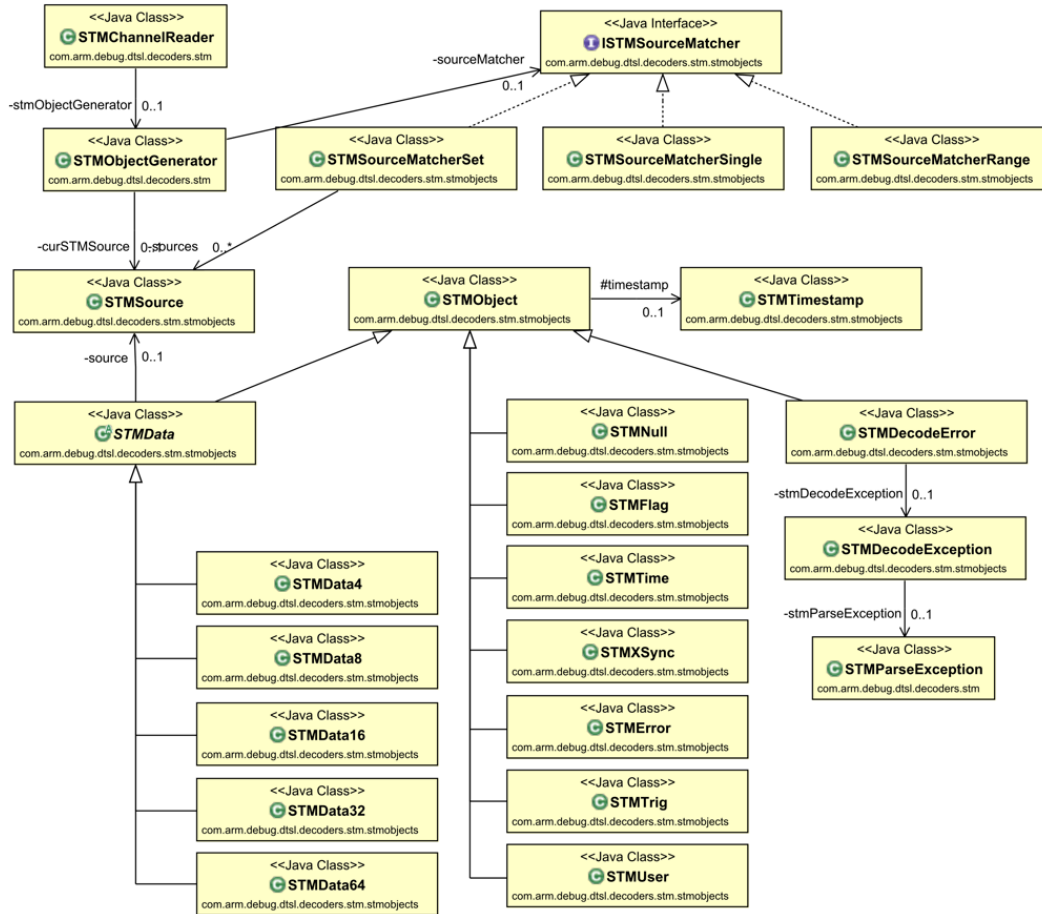 <<Java Class>>
STMChannelReader
com.arm.debug.dtsl.decoders.stm
<<Java Interface>>
ISTMSourceMatcher
com.arm.debug.dtsl.decoders.stm.stmobjects
-sourceMatcher
0..1
-stmObjectGenerator
0..1
<<Java Class>>
STMObjectGenerator
com.arm.debug.dtsl.decoders.stm
<<Java Class>>
STMSourceMatcherSet
com.arm.debug.dtsl.decoders.stm.stmobjects
<<Java Class>>
STMSourceMatcherSingle
com.arm.debug.dtsl.decoders.stm.stmobjects
<<Java Class>>
STMSourceMatcherRange
com.arm.debug.dtsl.decoders.stm.stmobjects
-curSTMSource
0..1
-sources
0..*
<<Java Class>>
STMSource
com.arm.debug.dtsl.decoders.stm.stmobjects
<<Java Class>>
STMObject
com.arm.debug.dtsl.decoders.stm.stmobjects
#timestamp
0..1
<<Java Class>>
STMTimestamp
com.arm.debug.dtsl.decoders.stm.stmobjects
-source
0..1
<<Java Class>>
STMData
com.arm.debug.dtsl.decoders.stm.stmobjects
<<Java Class>>
STMNull
com.arm.debug.dtsl.decoders.stm.stmobjects
<<Java Class>>
STMDecodeError
com.arm.debug.dtsl.decoders.stm.stmobjects
<<Java Class>>
STMFlag
com.arm.debug.dtsl.decoders.stm.stmobjects
-stmDecodeException
0..1
<<Java Class>>
STMDecodeException
com.arm.debug.dtsl.decoders.stm.stmobjects
<<Java Class>>
STMData4
com.arm.debug.dtsl.decoders.stm.stmobjects
<<Java Class>>
STMTime
com.arm.debug.dtsl.decoders.stm.stmobjects
-stmParseException
0..1
<<Java Class>>
STMData8
com.arm.debug.dtsl.decoders.stm.stmobjects
<<Java Class>>
STMXSync
com.arm.debug.dtsl.decoders.stm.stmobjects
<<Java Class>>
STMParseException
com.arm.debug.dtsl.decoders.stm
<<Java Class>>
STMData16
com.arm.debug.dtsl.decoders.stm.stmobjects
<<Java Class>>
STMError
com.arm.debug.dtsl.decoders.stm.stmobjects
<<Java Class>>
STMData32
com.arm.debug.dtsl.decoders.stm.stmobjects
<<Java Class>>
STMTrig
com.arm.debug.dtsl.decoders.stm.stmobjects
<<Java Class>>
STMData64
com.arm.debug.dtsl.decoders.stm.stmobjects
<<Java Class>>
STMUser
com.arm.debug.dtsl.decoders.stm.stmobjects